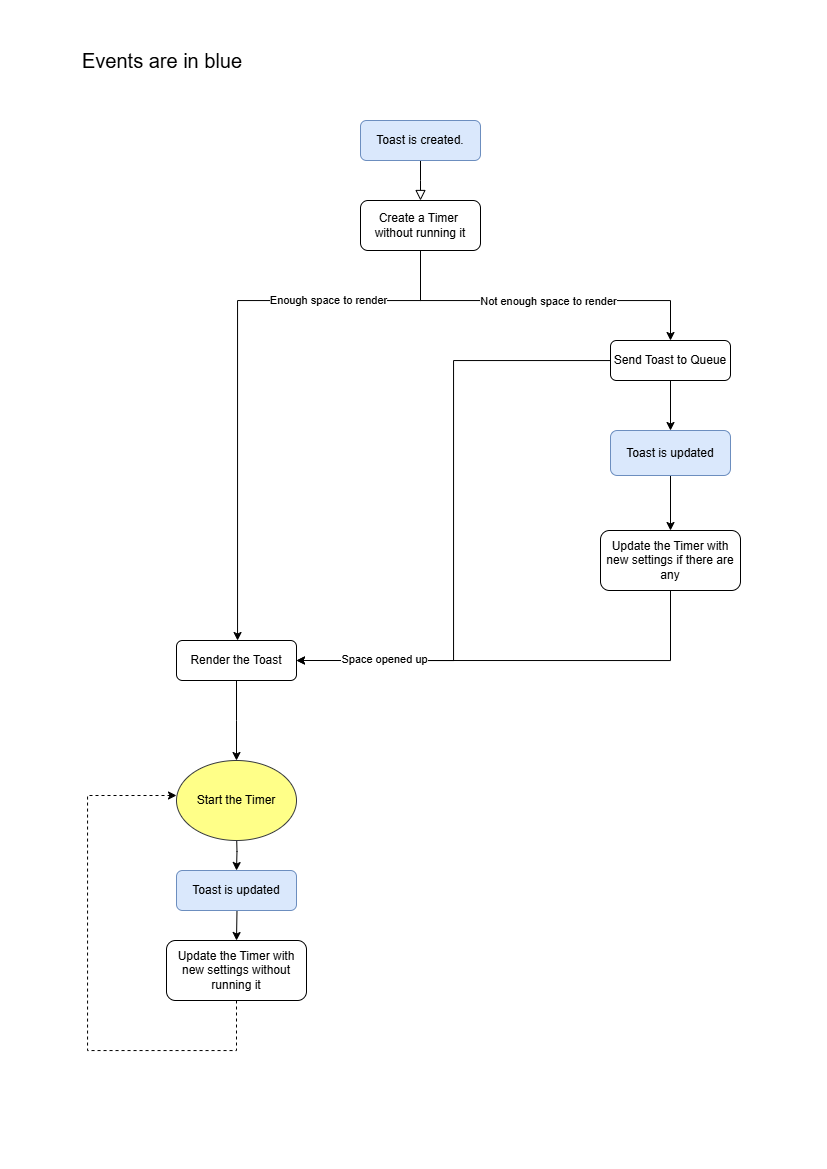 Events are in blue
Toast is created.
Create a Timer
without running it
Enough space to render
Not enough space to render
Send Toast to Queue
Toast is updated
Update the Timer with
new settings if there are
any
Render the Toast
Space opened up
Start the Timer
Toast is updated
Update the Timer with
new settings without
running it